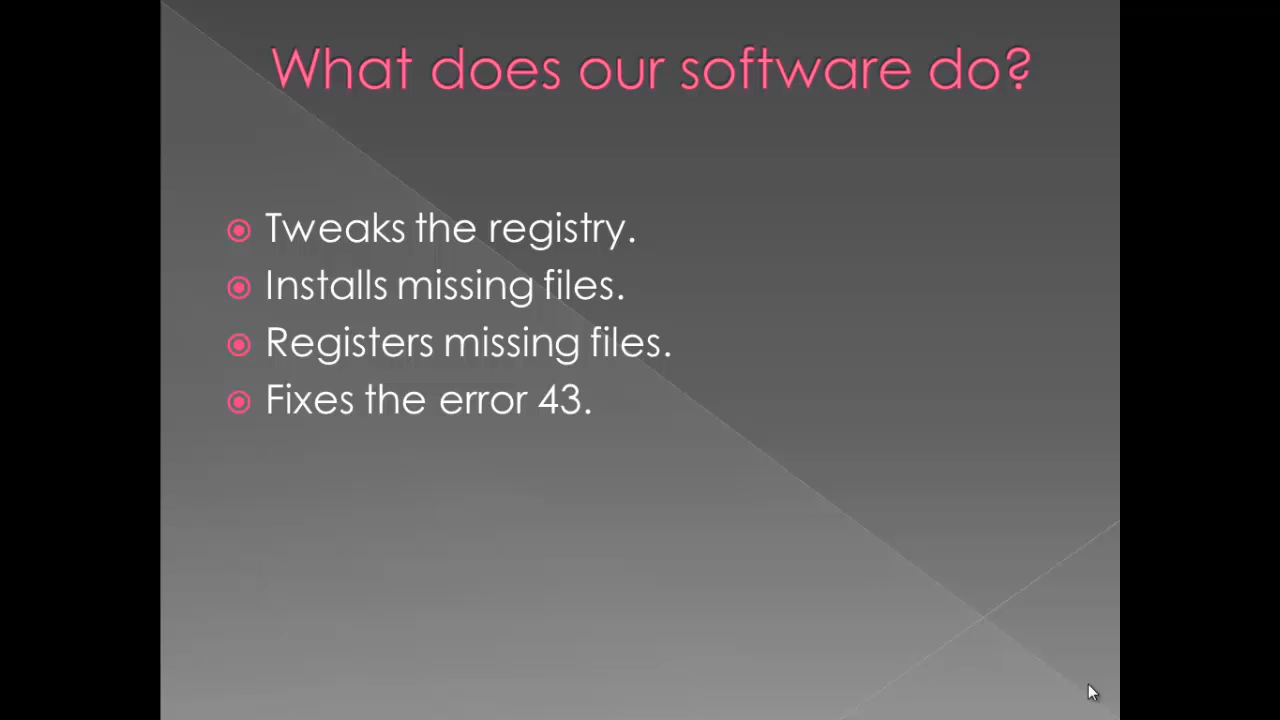 What does our software do?
Tweaks the registry.
Installs missing files.
Registers missing files.
Fixes the error 43.